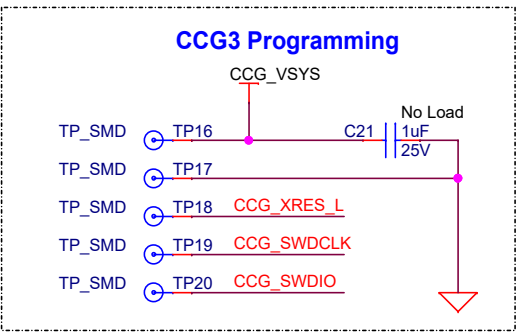 CCG3 Programming
CCG_VSYS
No Load
TP_SMD TP16 C21 1uF
25V
TP_SMD TP17
TP_SMD TP18 CCG_XRES_L
TP_SMD TP19 CCG_SWDCLK
TP_SMD TP20 CCG_SWDIO